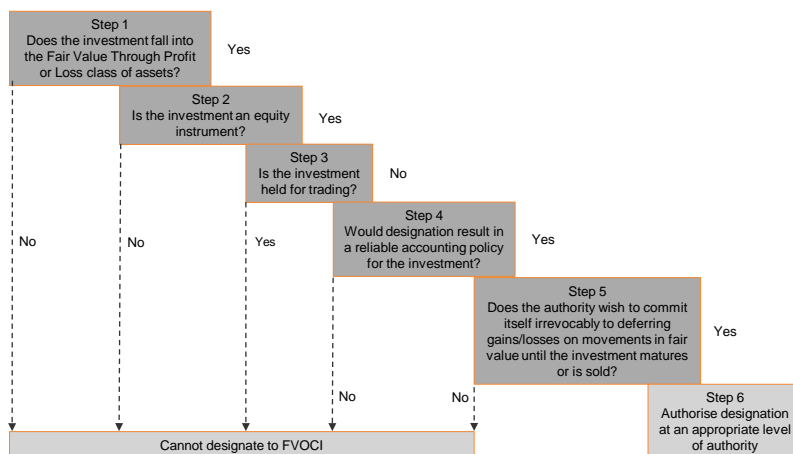 Step 1
Does the investment fall into
the Fair Value Through Profit
or Loss class of assets?
Yes
Step 2
Is the investment an equity
instrument?
Yes
Step 3
Is the investment
held for trading?
No
Step 4
Would designation result in
a reliable accounting policy
for the investment?
Yes
No
No
Yes
Step 5
Does the authority wish to commit
itself irrevocably to deferring
gains/losses on movements in fair
value until the investment matures
or is sold?
Yes
No
No
Step 6
Authorise designation
at an appropriate level
of authority
Cannot designate to FVOCI